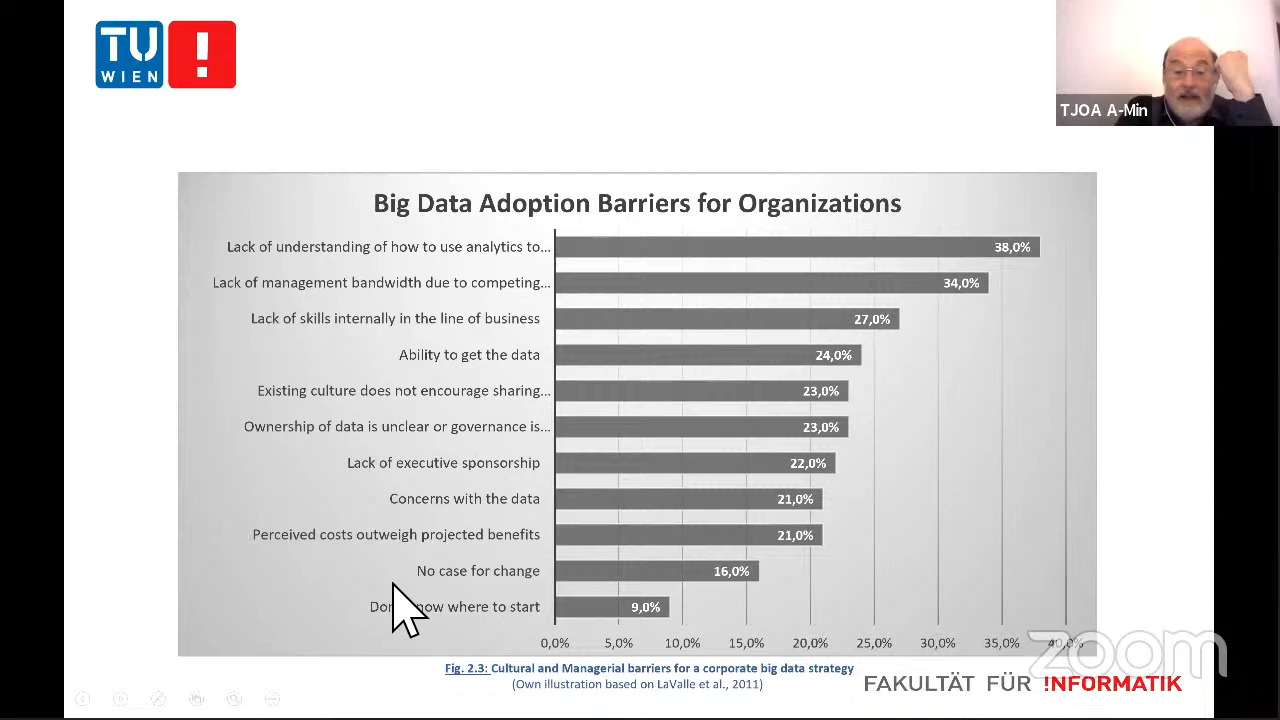 TU
WIEN
!
TJOA A-Min
Big Data Adoption Barriers for Organizations
Lack of understanding of how to use analytics to... 38,0%
Lack of management bandwidth due to competing... 34,0%
Lack of skills internally in the line of business 27,0%
Ability to get the data 24,0%
Existing culture does not encourage sharing... 23,0%
Ownership of data is unclear or governance is... 23,0%
Lack of executive sponsorship 22,0%
Concerns with the data 21,0%
Perceived costs outweigh projected benefits 21,0%
No case for change 16,0%
where to start 9,0%
0,0% 5,0% 10,0% 15,0% 20,0% 25,0% 30,0% 35,0% 40,0%
zoom
Fig. 2.3: Cultural and Managerial barriers for a corporate big data strategy
(Own illustration based on LaValle et al., 2011)
FAKULTÄT FÜR !NFORMATIK